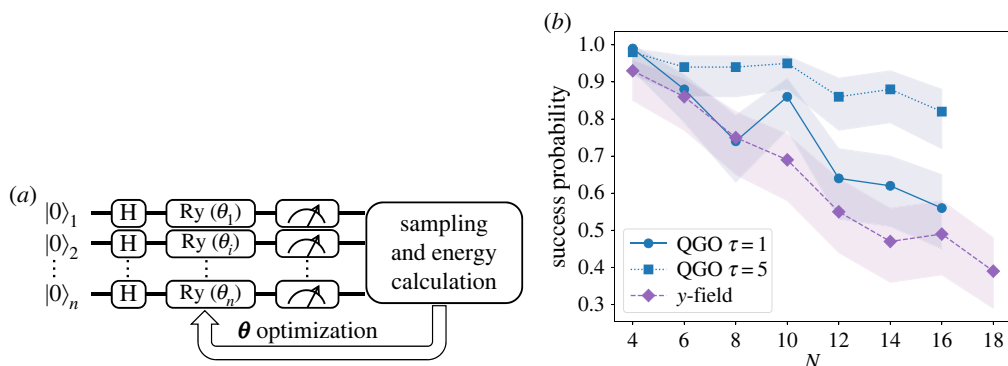 (a)
|0⟩₁ H Ry (θ₁)
|0⟩₂ H Ry (θᵢ)
|0⟩ₙ H Ry (θₙ)
sampling
and energy
calculation
θ optimization
(b)
success probability
1.0
0.9
0.8
0.7
0.6
0.5
0.4
0.3
QGO τ = 1
QGO τ = 5
y-field
4 6 8 10 12 14 16 18
N